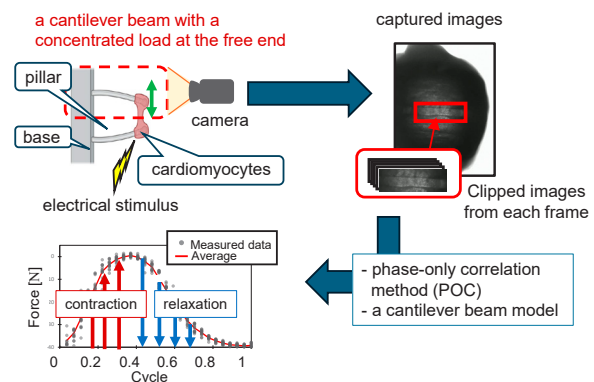 a cantilever beam with a
concentrated load at the free end
captured images
pillar
camera
base
cardiomyocytes
electrical stimulus
Clipped images
from each frame
Measured data
Average
contraction
relaxation
Force [N]
0 0.2 0.4 0.6 0.8 1
Cycle
- phase-only correlation
method (POC)
- a cantilever beam model